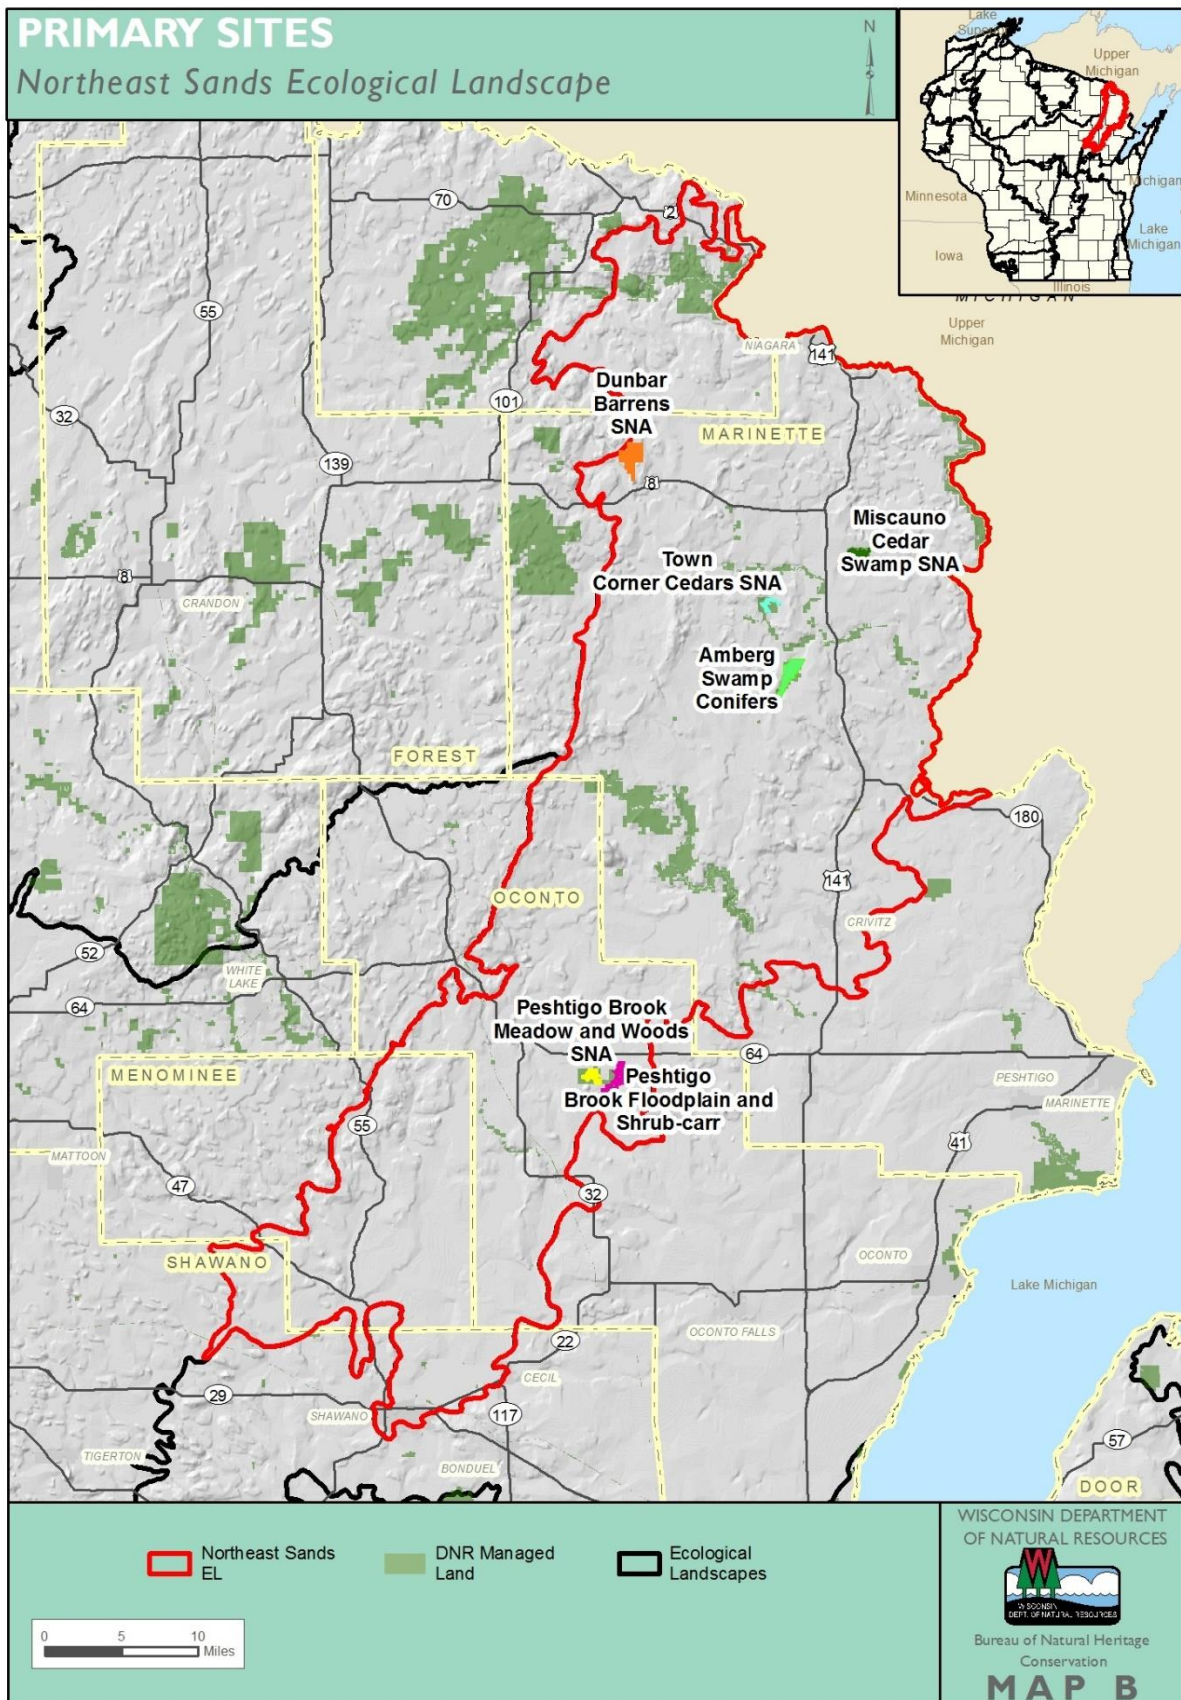 PRIMARY SITES
Northeast Sands Ecological Landscape
N
Lake
Superior
Upper
Michigan
Minnesota
Michigan
Lake
Michigan
Iowa
Illinois
MICHIGAN
Upper
Michigan
70
2
55
NIAGARA
141
32
101
Dunbar
Barrens
SNA
MARINETTE
139
8
Miscauno
Cedar
Swamp SNA
Town
Corner Cedars SNA
8
CRANDON
Amberg
Swamp
Conifers
FOREST
180
OCONTO
141
CRIVITZ
52
WHITE
LAKE
64
Peshtigo Brook
Meadow and Woods
SNA
64
MENOMINEE
Peshtigo
Brook Floodplain and
Shrub-carr
PESHTIGO
MARINETTE
55
41
MATTOON
47
32
SHAWANO
OCONTO
Lake Michigan
OCONTO FALLS
22
CECIL
29
SHAWANO
117
57
TIGERTON
BONDUEL
DOOR
Northeast Sands
EL
DNR Managed
Land
Ecological
Landscapes
0 5 10
Miles
WISCONSIN DEPARTMENT
OF NATURAL RESOURCES
W
WISCONSIN
DEPT. OF NATURAL RESOURCES
Bureau of Natural Heritage
Conservation
MAP B